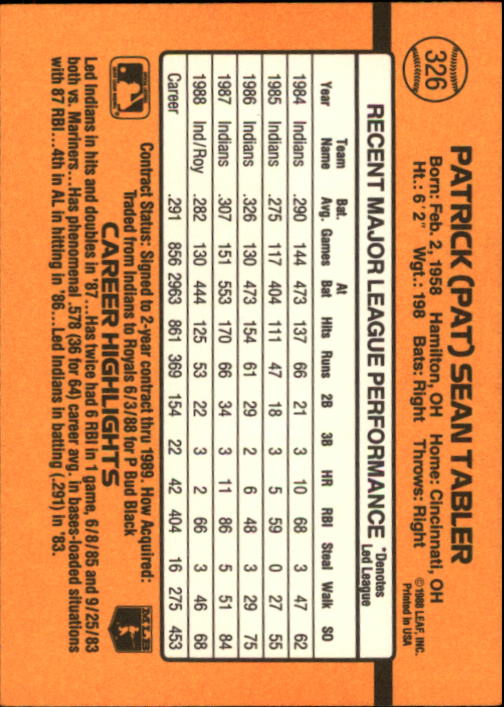 326
PATRICK (PAT) SEAN TABLER
Born: Feb. 2, 1958 Hamilton, OH Home: Cincinnati, OH
Ht.: 6'2" Wgt.: 198 Bats: Right Throws: Right
©1988 LEAF, INC.
Printed in USA
RECENT MAJOR LEAGUE PERFORMANCE
*Denotes
Led League
Year Team Name Bat. Avg. Games At Bat Hits Runs 2B 3B HR RBI Steal Walk SO
1984 Indians .290 144 473 137 66 21 3 10 68 3 47 62
1985 Indians .275 117 404 111 47 18 3 5 59 0 27 55
1986 Indians .326 130 473 154 61 29 2 6 48 3 29 75
1987 Indians .307 151 553 170 66 34 3 11 86 5 51 84
1988 Ind/Roy .282 130 444 125 53 22 3 2 66 3 46 68
Career .291 856 2963 861 369 154 22 42 404 16 275 453
Contract Status: Signed to 2-year contract thru 1989. How Acquired:
Traded from Indians to Royals 6/3/88 for P Bud Black
CAREER HIGHLIGHTS
MLB
Led Indians in hits and doubles in '87...Has twice had 6 RBI in 1 game, 6/8/85 and 9/25/83
both vs. Mariners...Has phenomenal .578 (36 for 64) career avg. in bases-loaded situations
with 87 RBI...4th in AL in hitting in '86...Led Indians in batting (.291) in '83.